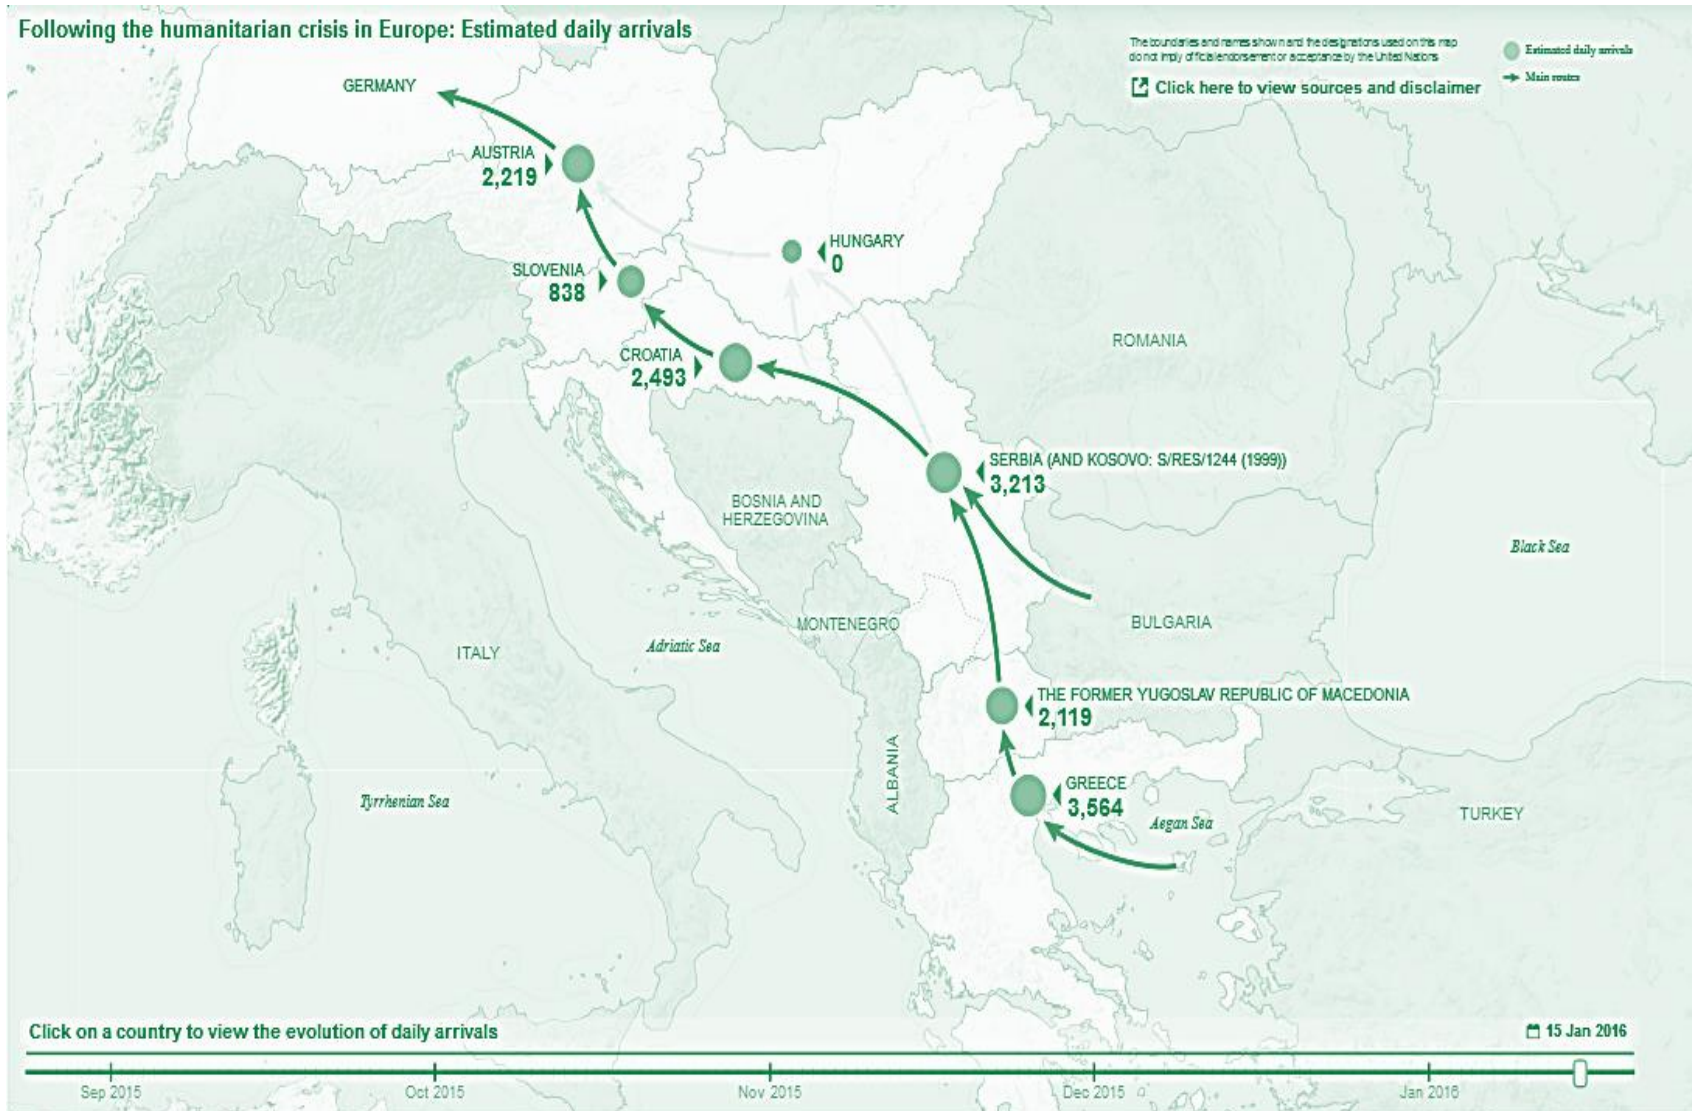 Following the humanitarian crisis in Europe: Estimated daily arrivals
The boundaries and names shown and the designations used on this map
do not imply official endorsement or acceptance by the United Nations
Click here to view sources and disclaimer
Estimated daily arrivals
Main routes
GERMANY
AUSTRIA
2,219
HUNGARY
0
SLOVENIA
838
CROATIA
2,493
ROMANIA
SERBIA (AND KOSOVO: S/RES/1244 (1999))
3,213
BOSNIA AND
HERZEGOVINA
Black Sea
MONTENEGRO
BULGARIA
ITALY
Adriatic Sea
THE FORMER YUGOSLAV REPUBLIC OF MACEDONIA
2,119
ALBANIA
GREECE
3,564
Tyrrhenian Sea
Aegan Sea
TURKEY
Click on a country to view the evolution of daily arrivals
15 Jan 2016
Sep 2015
Oct 2015
Nov 2015
Dec 2015
Jan 2016